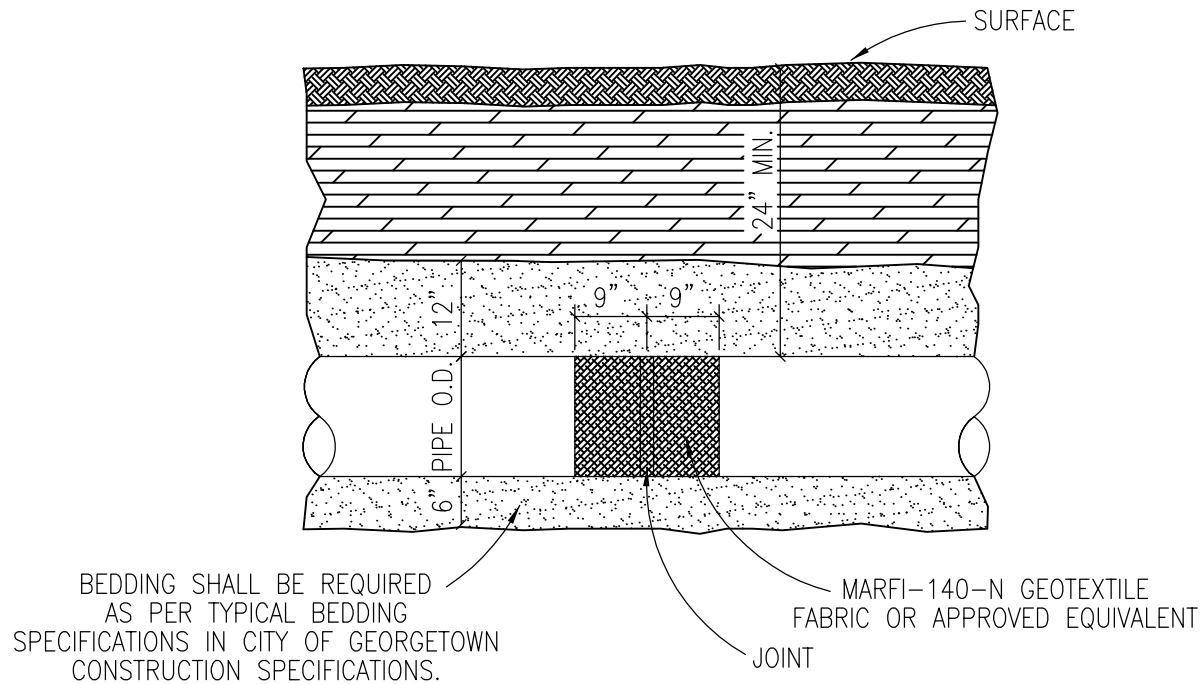 SURFACE
24" MIN.
9" 9"
12"
PIPE O.D.
6"
BEDDING SHALL BE REQUIRED
AS PER TYPICAL BEDDING
SPECIFICATIONS IN CITY OF GEORGETOWN
CONSTRUCTION SPECIFICATIONS.
MARFI-140-N GEOTEXTILE
FABRIC OR APPROVED EQUIVALENT
JOINT